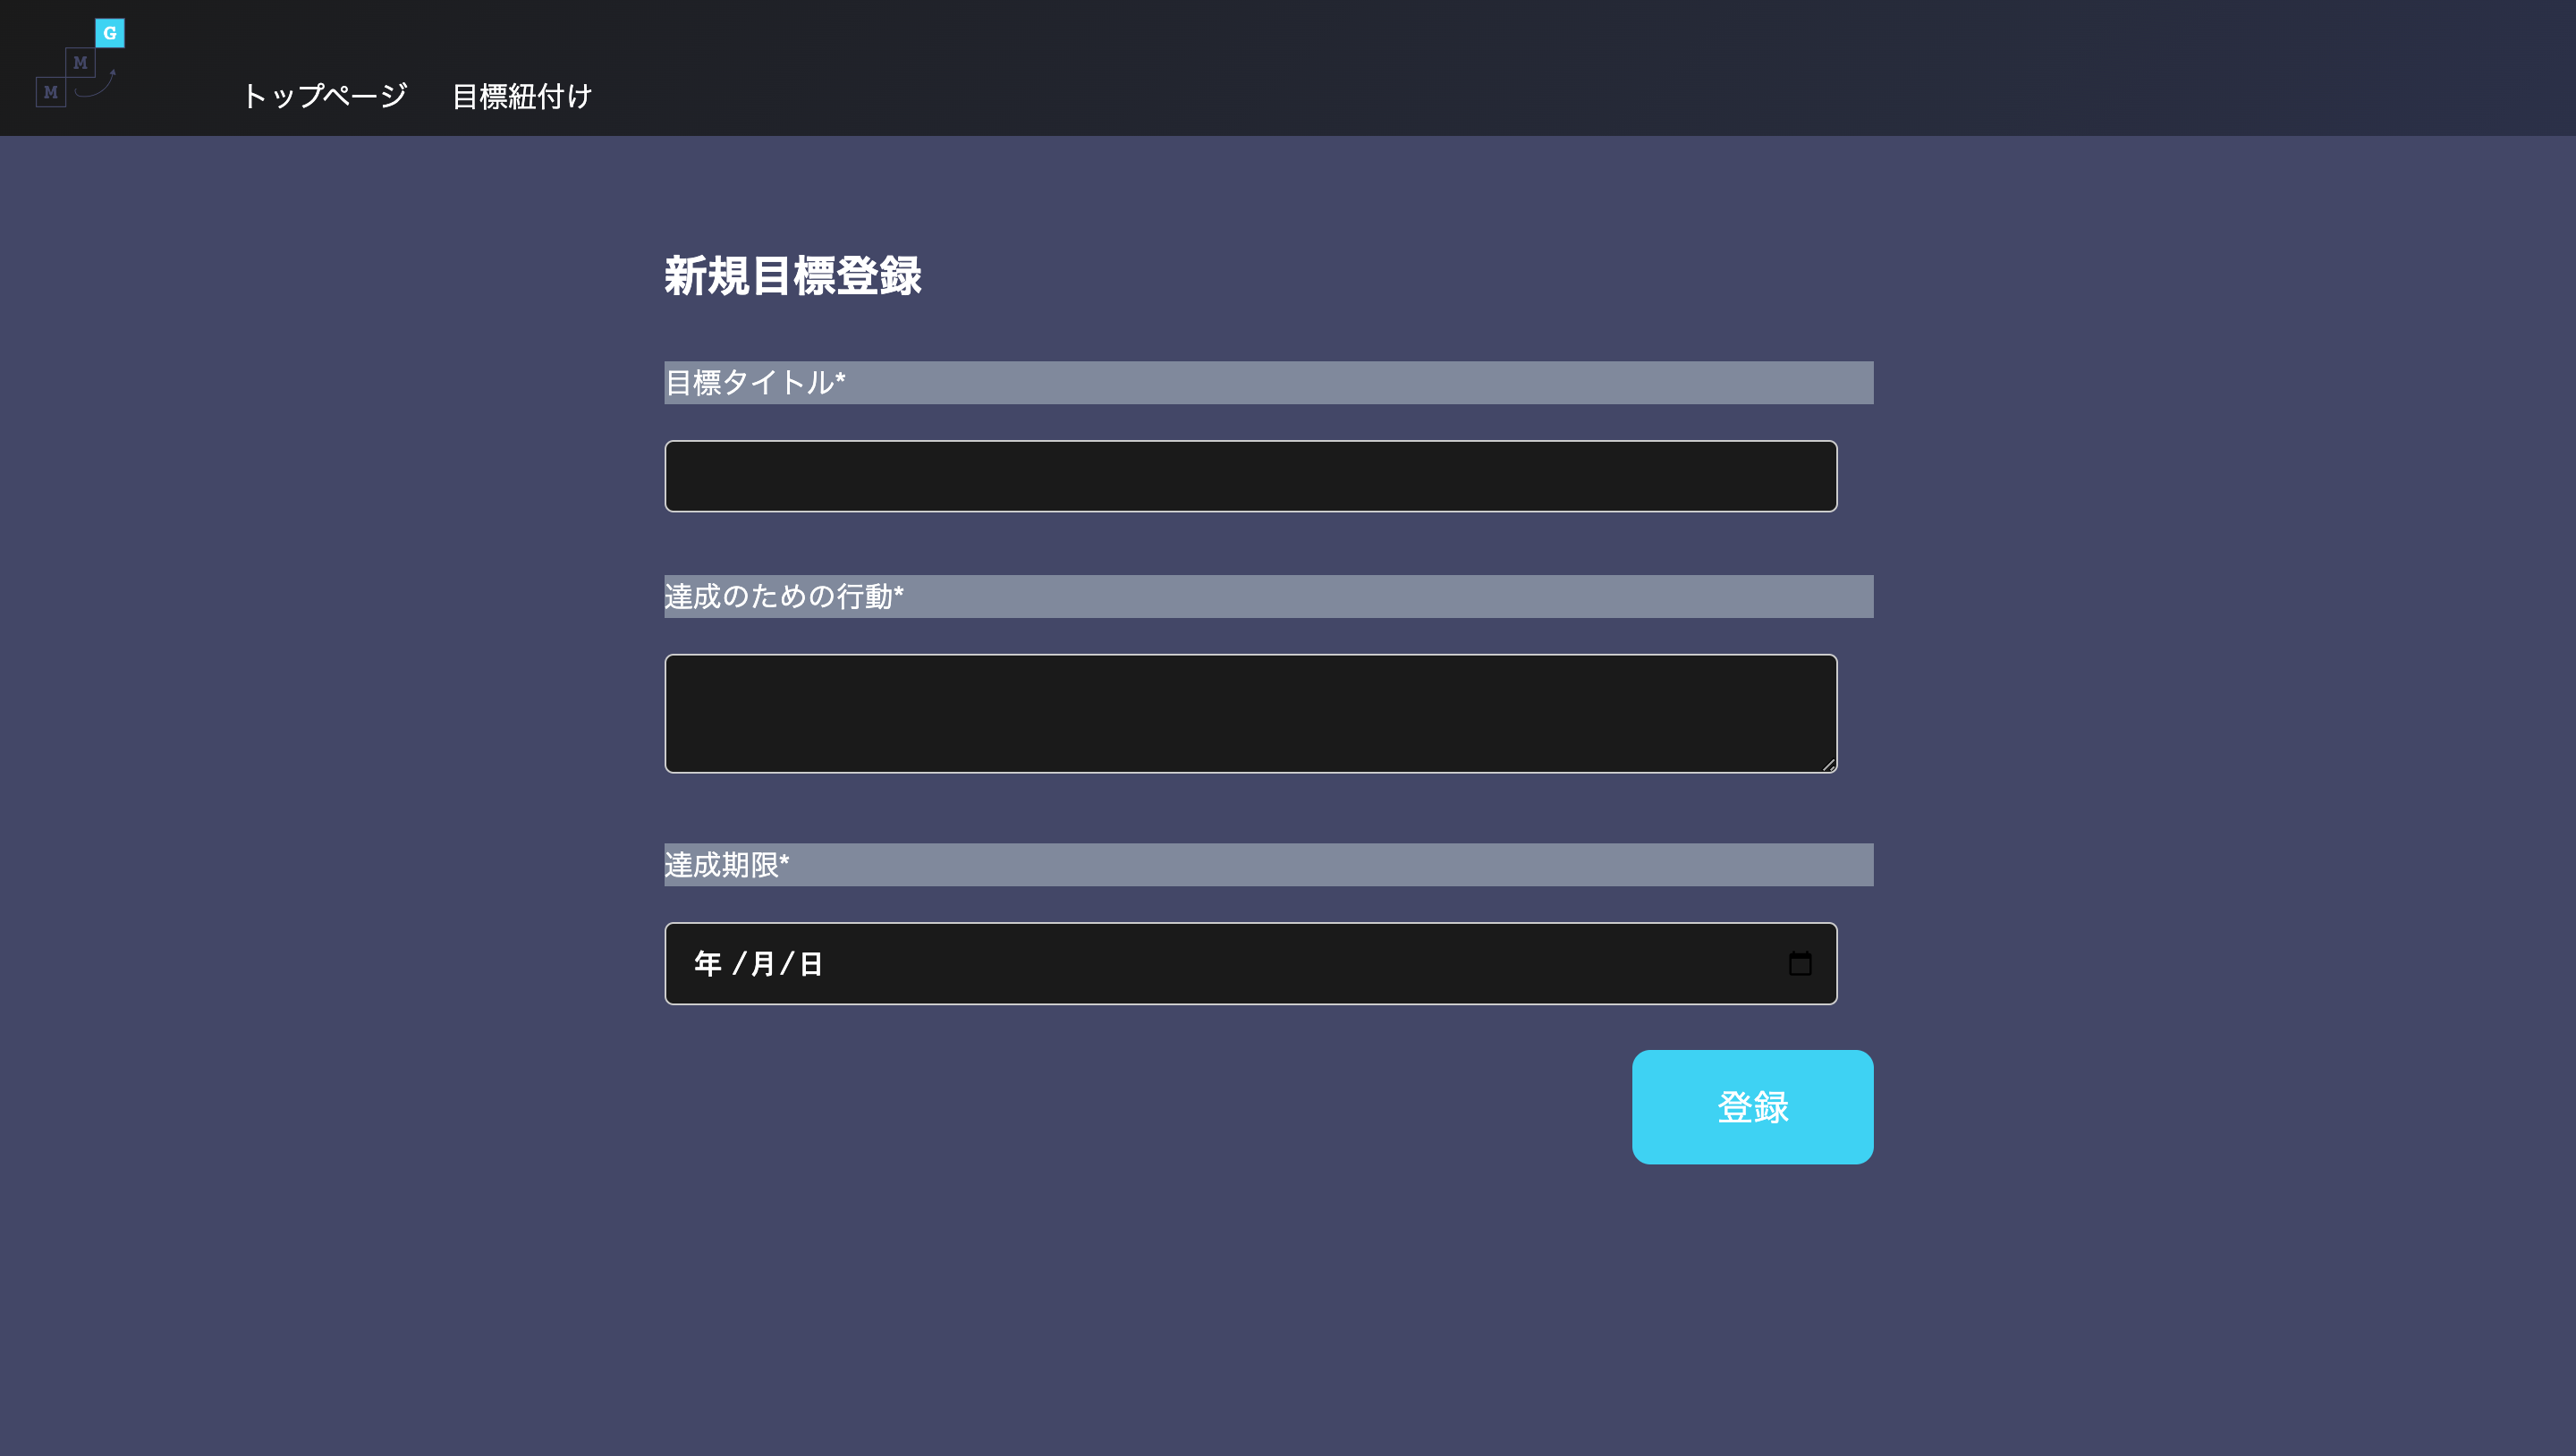 G
M
M
トップページ 目標紐付け
新規目標登録
目標タイトル*
達成のための行動*
達成期限*
年 /月/日
登録